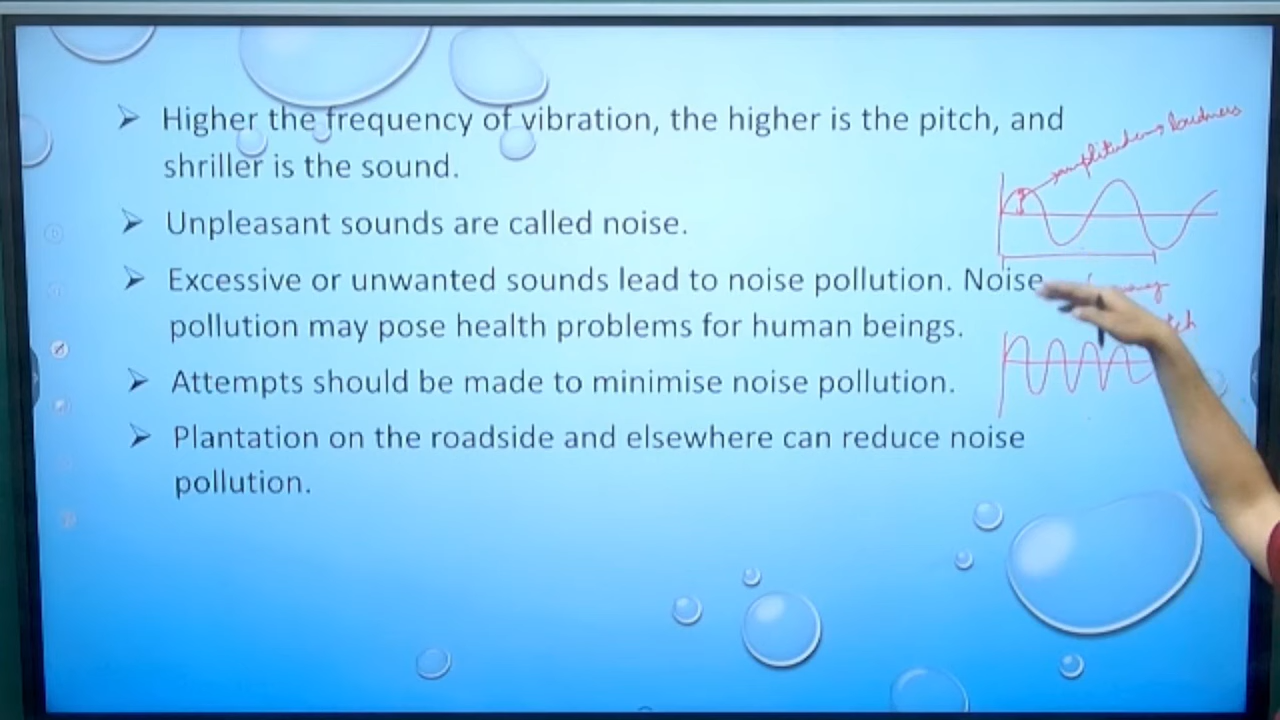 Higher the frequency of vibration, the higher is the pitch, and
shriller is the sound.
Unpleasant sounds are called noise.
Excessive or unwanted sounds lead to noise pollution. Noise
pollution may pose health problems for human beings.
Attempts should be made to minimise noise pollution.
Plantation on the roadside and elsewhere can reduce noise
pollution.
amplitude → loudness